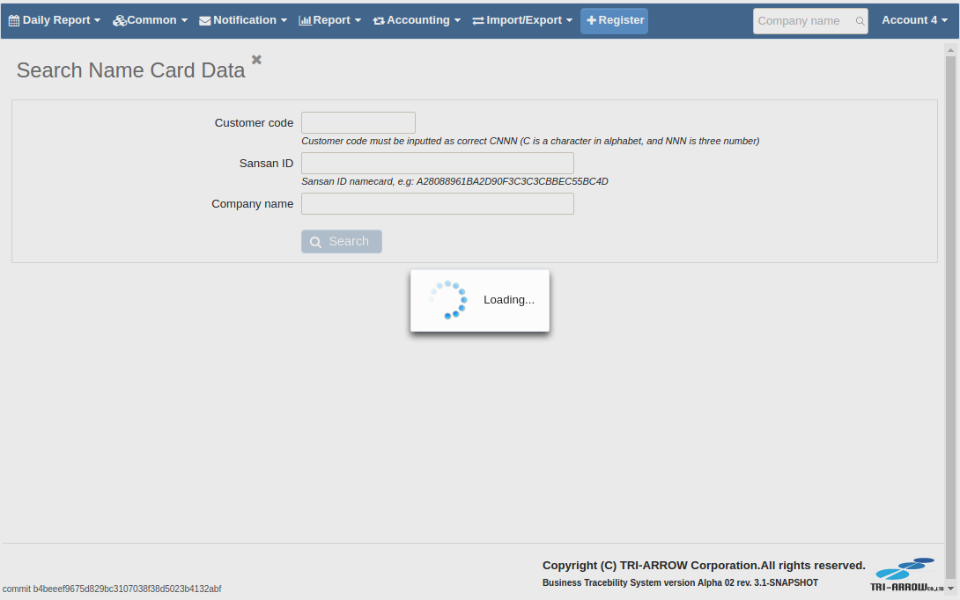 Daily Report Common Notification Report Accounting Import/Export Register Company name Account 4
Search Name Card Data
Customer code
Customer code must be inputted as correct CNNN (C is a character in alphabet, and NNN is three number)
Sansan ID
Sansan ID namecard, e.g: A28088961BA2D90F3C3C3CBBEC55BC4D
Company name
Search
Loading...
Copyright (C) TRI-ARROW Corporation.All rights reserved.
Business Tracebility System version Alpha 02 rev. 3.1-SNAPSHOT
TRI-ARROW CO.,LTD
commit b4beeef9675d829bc3107038f38d5023b4132abf